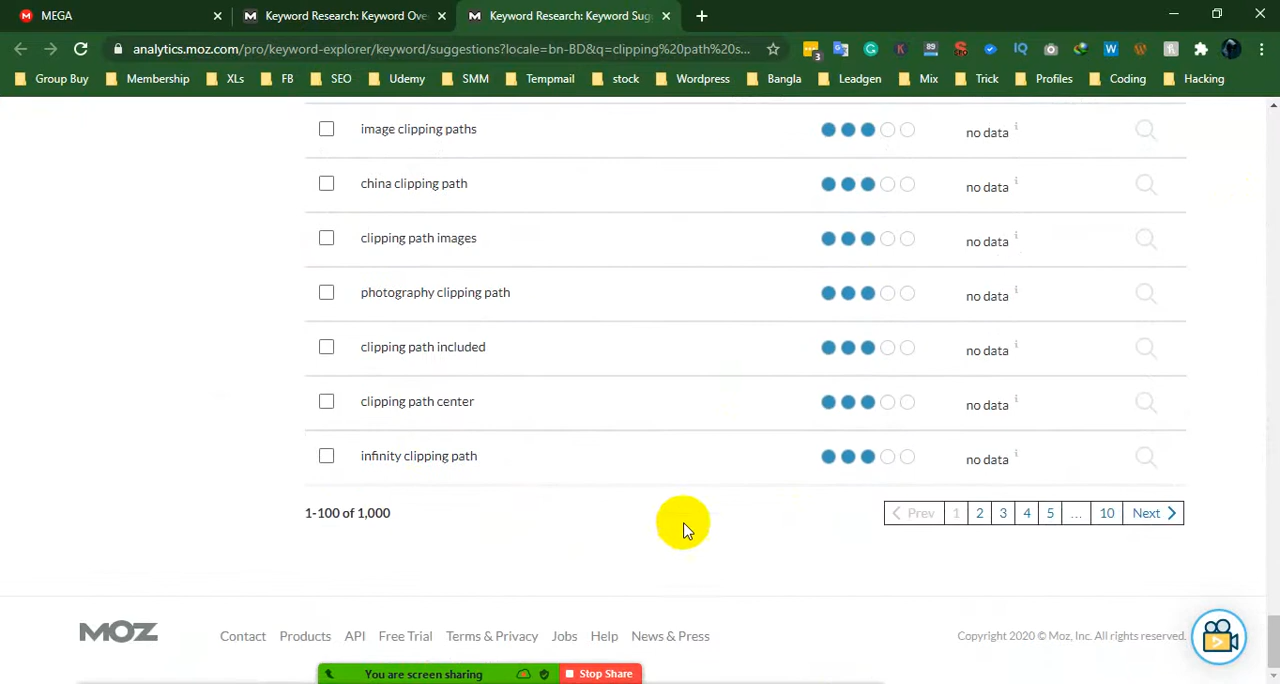 MEGA
Keyword Research: Keyword Ove
Keyword Research: Keyword Sug
analytics.moz.com/pro/keyword-explorer/keyword/suggestions?locale=bn-BD&q=clipping%20path%20s...
Group Buy
Membership
XLs
FB
SEO
Udemy
SMM
Tempmail
stock
Wordpress
Bangla
Leadgen
Mix
Trick
Profiles
Coding
Hacking
image clipping paths no data
china clipping path no data
clipping path images no data
photography clipping path no data
clipping path included no data
clipping path center no data
infinity clipping path no data
1-100 of 1,000
Prev 1 2 3 4 5 ... 10 Next
MOZ
Contact Products API Free Trial Terms & Privacy Jobs Help News & Press
Copyright 2020 © Moz, Inc. All rights reserved.
You are screen sharing
Stop Share